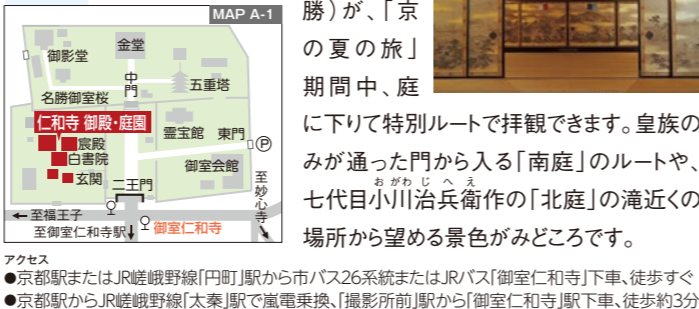 MAP A-1
金堂
御影堂
中門
五重塔
名勝御室桜
仁和寺 御殿・庭園
霊宝館
東門
Ⓟ
宸殿
白書院
御室会館
玄関
二王門
至妙心寺
←至福王子
至御室仁和寺駅↓
御室仁和寺
勝）が、「京
の夏の旅」
期間中、庭
に下りて特別ルートで拝観できます。皇族の
みが通った門から入る「南庭」のルートや、
七代目小川治兵衛作の「北庭」の滝近くの
おがわじへえ
場所から望める景色がみどころです。
アクセス
●京都駅またはJR嵯峨野線「円町」駅から市バス26系統またはJRバス「御室仁和寺」下車、徒歩すぐ
●京都駅からJR嵯峨野線「太秦」駅で嵐電乗換、「撮影所前」駅から「御室仁和寺」駅下車、徒歩約3分